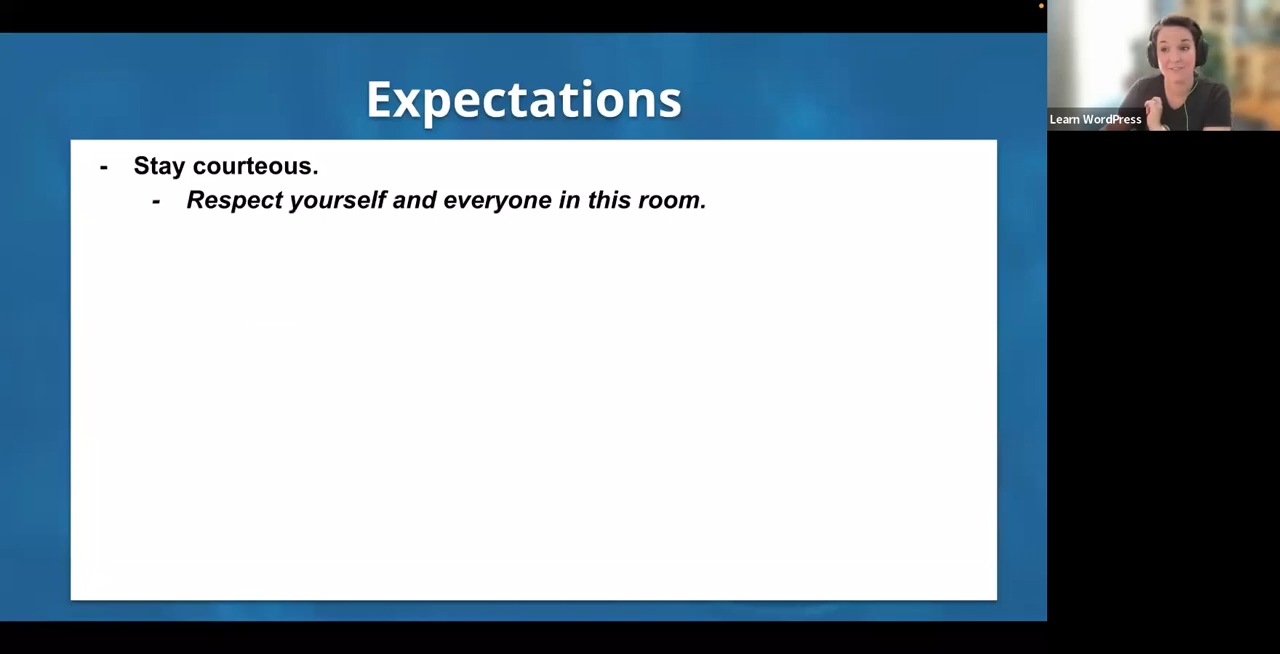 Expectations
- Stay courteous.
- Respect yourself and everyone in this room.
Learn WordPress